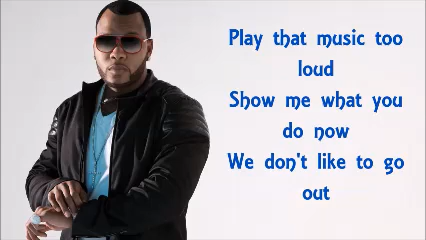 Play that music too
loud
Show me what you
do now
We don't like to go
out